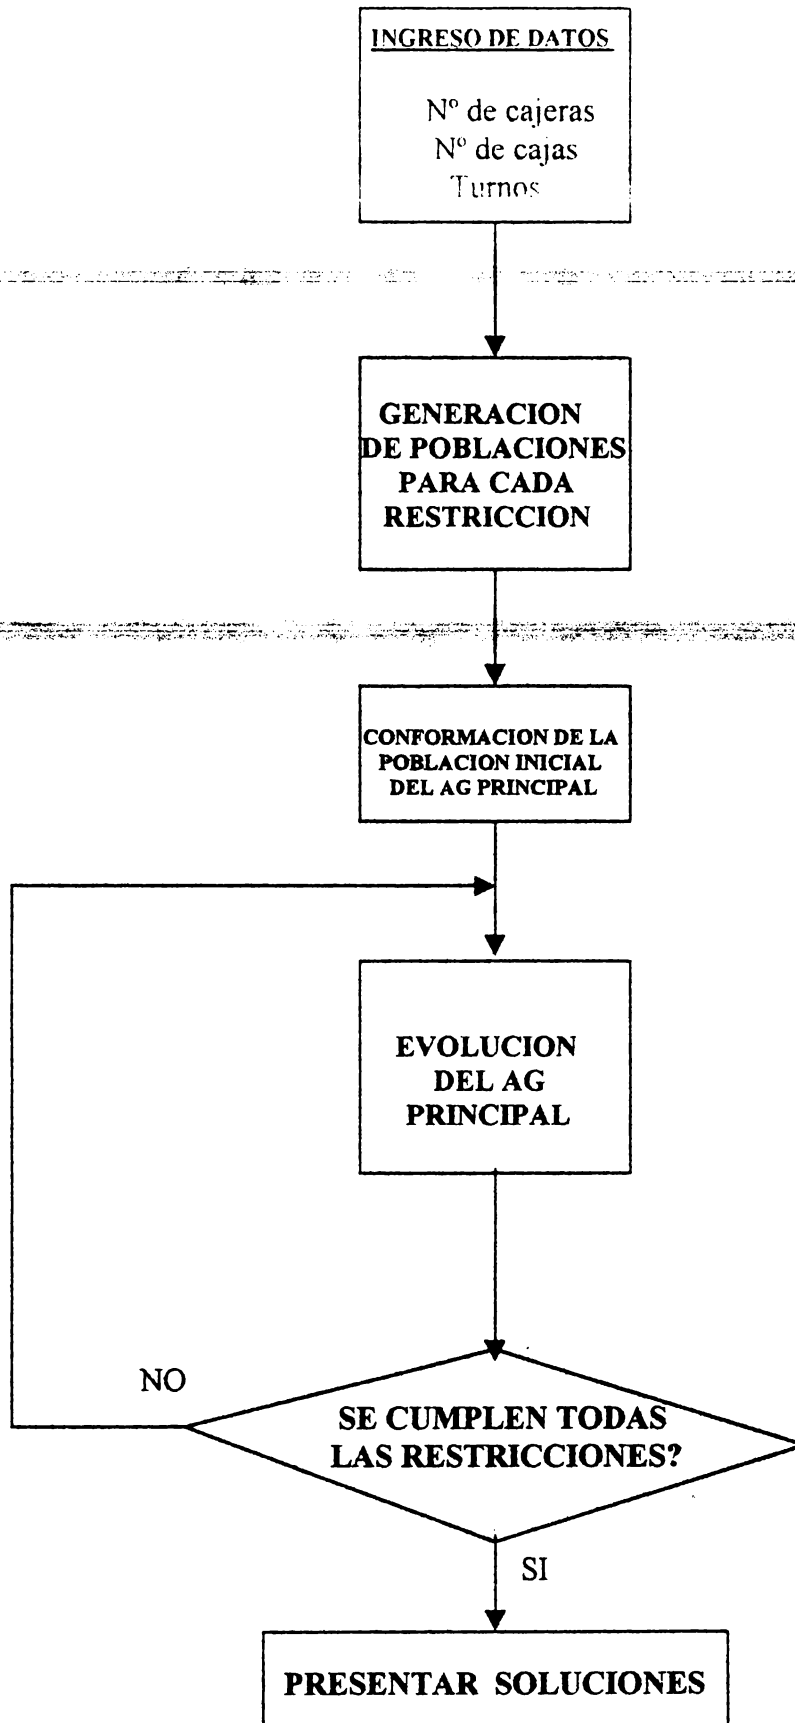 INGRESO DE DATOS
Nº de cajeras
Nº de cajas
Turnos
GENERACION
DE POBLACIONES
PARA CADA
RESTRICCION
CONFORMACION DE LA
POBLACION INICIAL
DEL AG PRINCIPAL
EVOLUCION
DEL AG
PRINCIPAL
NO
SE CUMPLEN TODAS
LAS RESTRICCIONES?
SI
PRESENTAR SOLUCIONES